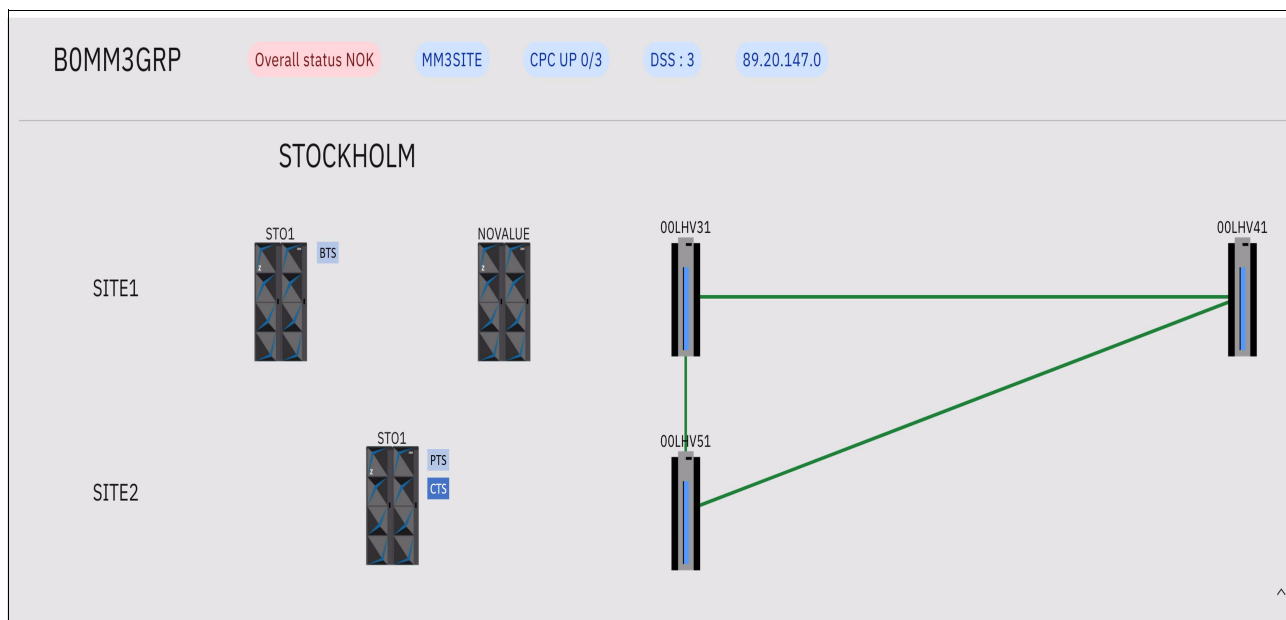 B0MM3GRP Overall status NOK MM3SITE CPC UP 0/3 DSS : 3 89.20.147.0
STOCKHOLM
STO1 BTS NOVALUE 00LHV31 00LHV41
SITE1
STO1 PTS 00LHV51
CTS
SITE2